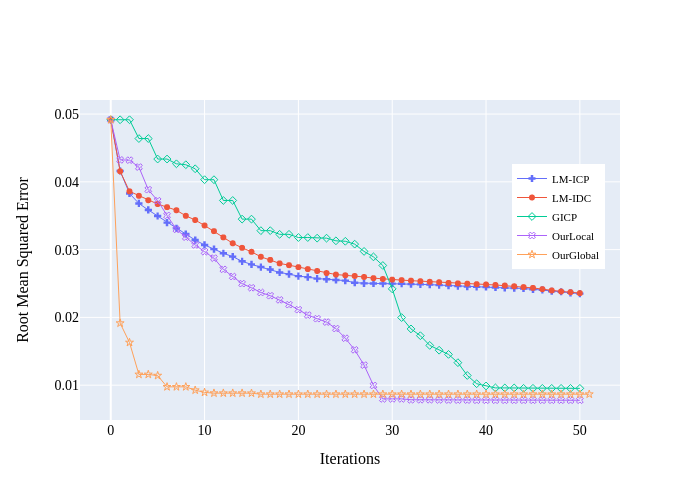 Root Mean Squared Error
0.05
0.04
0.03
0.02
0.01
LM-ICP
LM-IDC
GICP
OurLocal
OurGlobal
0 10 20 30 40 50
Iterations